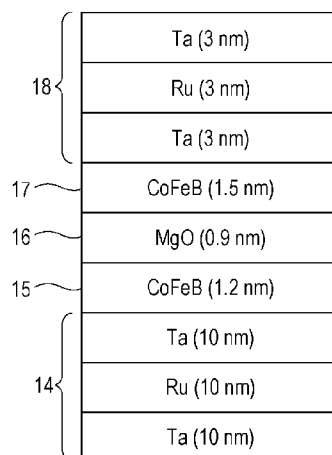 Ta (3 nm)
18
Ru (3 nm)
Ta (3 nm)
17
CoFeB (1.5 nm)
16
MgO (0.9 nm)
15
CoFeB (1.2 nm)
Ta (10 nm)
14
Ru (10 nm)
Ta (10 nm)